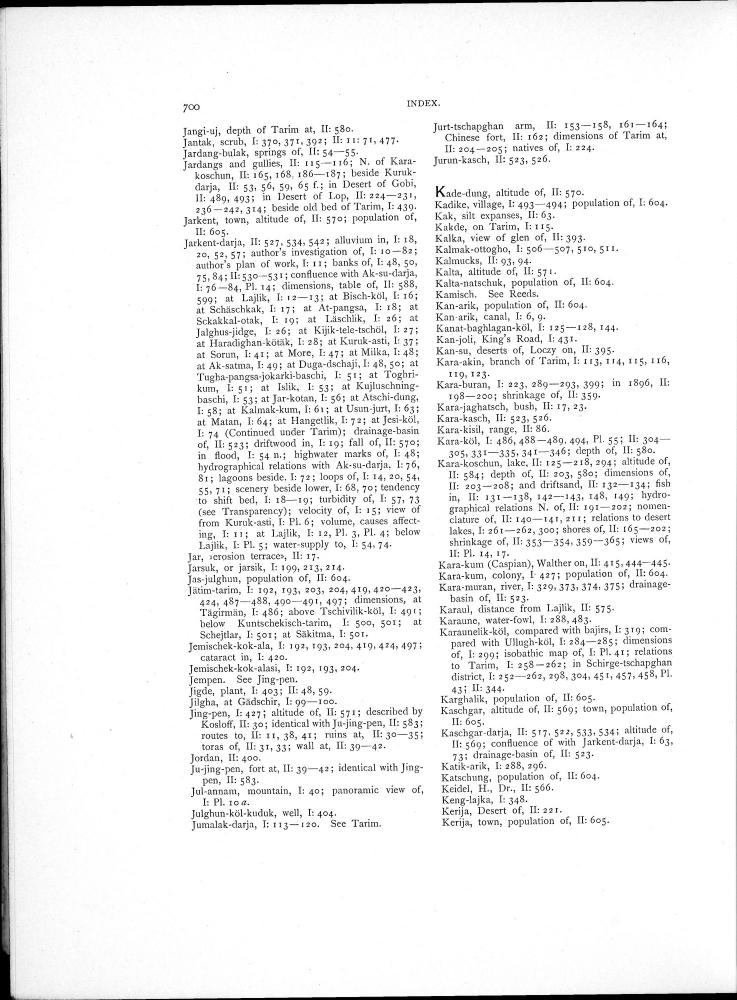 700
INDEX.
Jangi-uj, depth of Tarim at, II: 580.
Jantak, scrub, I: 370, 371, 392; II: 11: 71, 477.
Jardang-bulak, springs of, II: 54—55.
Jardangs and gullies, II: 115—116; N. of Kara-
koschun, II: 165, 168, 186—187; beside Kuruk-
darja, II: 53, 56, 59, 65 f.; in Desert of Gobi,
II: 489, 493; in Desert of Lop, II: 224—231,
236—242, 314; beside old bed of Tarim, I: 439.
Jarkent, town, altitude of, II: 570; population of,
II: 605.
Jarkent-darja, II: 527, 534, 542; alluvium in, I: 18,
20, 52, 57; author's investigation of, I: 10—82;
author's plan of work, I: 11; banks of, I: 48, 50,
75, 84; II: 530—531; confluence with Ak-su-darja,
I: 76—84, Pl. 14; dimensions, table of, II: 588,
599; at Lajlik, I: 12—13; at Bisch-köl, I: 16;
at Schäschkak, I: 17; at At-pangsa, I: 18; at
Sckakkal-otak, I: 19; at Läschlik, I: 26; at
Jalghus-jidge, I: 26; at Kijik-tele-tschöl, I: 27;
at Haradighan-kötäk, I: 28; at Kuruk-asti, I: 37;
at Sorun, I: 41; at More, I: 47; at Milka, I: 48;
at Ak-satma, I: 49; at Duga-dschaji, I: 48, 50; at
Tugha-pangsa-jokarki-baschi, I: 51; at Toghri-
kum, I: 51; at Islik, I: 53; at Kujluschning-
baschi, I: 53; at Jar-kotan, I: 56; at Atschi-dung,
I: 58; at Kalmak-kum, I: 61; at Usun-jurt, I: 63;
at Matan, I: 64; at Hangetlik, I: 72; at Jesi-köl,
I: 74 (Continued under Tarim); drainage-basin
of, II: 523; driftwood in, I: 19; fall of, II: 570;
in flood, I: 54 n.; highwater marks of, I: 48;
hydrographical relations with Ak-su-darja, I: 76,
81; lagoons beside, I: 72; loops of, I: 14, 20, 54,
55, 71; scenery beside lower, I: 68, 70; tendency
to shift bed, I: 18—19; turbidity of, I: 57, 73
(see Transparency); velocity of, I: 15; view of
from Kuruk-asti, I: Pl. 6; volume, causes affect-
ing, I: 11; at Lajlik, I: 12, Pl. 3, Pl. 4; below
Lajlik, I: Pl. 5; water-supply to, I: 54, 74.
Jar, »erosion terrace», II: 17.
Jarsuk, or jarsik, I: 199, 213, 214.
Jas-julghun, population of, II: 604.
Jätim-tarim, I: 192, 193, 203, 204, 419, 420—423,
424, 487—488, 490—491, 497; dimensions, at
Tägirmän, I: 486; above Tschivilik-köl, I: 491;
below Kuntschekisch-tarim, I: 500, 501; at
Schejtlar, I: 501; at Säkitma, I: 501.
Jemischek-kok-ala, I: 192, 193, 204, 419, 424, 497;
cataract in, I: 420.
Jemischek-kok-alasi, I: 192, 193, 204.
Jempen. See Jing-pen.
Jigde, plant, I: 403; II: 48, 59.
Jilgha, at Gädschir, I: 99—100.
Jing-pen, I: 427; altitude of, II: 571; described by
Kosloff, II: 30; identical with Ju-jing-pen, II: 583;
routes to, II: 11, 38, 41; ruins at, II: 30—35;
toras of, II: 31, 33; wall at, II: 39—42.
Jordan, II: 400.
Ju-jing-pen, fort at, II: 39—42; identical with Jing-
pen, II: 583.
Jul-annam, mountain, I: 40; panoramic view of,
I: Pl. 10 a.
Julghun-köl-kuduk, well, I: 404.
Jumalak-darja, I: 113—120. See Tarim.
Jurt-tschapghan arm, II: 153—158, 161—164;
Chinese fort, II: 162; dimensions of Tarim at,
II: 204—205; natives of, I: 224.
Jurun-kasch, II: 523, 526.
Kade-dung, altitude of, II: 570.
Kadike, village, I: 493—494; population of, I: 604.
Kak, silt expanses, II: 63.
Kakde, on Tarim, I: 115.
Kalka, view of glen of, II: 393.
Kalmak-ottogho, I: 506—507, 510, 511.
Kalmucks, II: 93, 94.
Kalta, altitude of, II: 571.
Kalta-natschuk, population of, II: 604.
Kamisch. See Reeds.
Kan-arik, population of, II: 604.
Kan-arik, canal, I: 6, 9.
Kanat-baghlagan-köl, I: 125—128, 144.
Kan-joli, King's Road, I: 431.
Kan-su, deserts of, Loczy on, II: 395.
Kara-akin, branch of Tarim, I: 113, 114, 115, 116,
119, 123.
Kara-buran, I: 223, 289—293, 399; in 1896, II:
198—200; shrinkage of, II: 359.
Kara-jaghatsch, bush, II: 17, 23.
Kara-kasch, II: 523, 526.
Kara-kisil, range, II: 86.
Kara-köl, I: 486, 488—489, 494, Pl. 55; II: 304—
305, 331—335, 341—346; depth of, II: 580.
Kara-koschun, lake, II: 125—218, 294; altitude of,
II: 584; depth of, II: 203, 580; dimensions of,
II: 203—208; and driftsand, II: 132—134; fish
in, II: 131—138, 142—143, 148, 149; hydro-
graphical relations N. of, II: 191—202; nomen-
clature of, II: 140—141, 211; relations to desert
lakes, I: 261—262, 300; shores of, II: 165—202;
shrinkage of, II: 353—354, 359—365; views of,
II: Pl. 14, 17.
Kara-kum (Caspian), Walther on, II: 415, 444—445.
Kara-kum, colony, I: 427; population of, II: 604.
Kara-muran, river, I: 329, 373, 374, 375; drainage-
basin of, II: 523.
Karaul, distance from Lajlik, II: 575.
Karaune, water-fowl, I: 288, 483.
Karaunelik-köl, compared with bajirs, I: 319; com-
pared with Ullugh-köl, I: 284—285; dimensions
of, I: 299; isobathic map of, I: Pl. 41; relations
to Tarim, I: 258—262; in Schirge-tschapghan
district, I: 252—262, 298, 304, 451, 457, 458, Pl.
43; II: 344.
Karghalik, population of, II: 605.
Kaschgar, altitude of, II: 569; town, population of,
II: 605.
Kaschgar-darja, II: 517, 522, 533, 534; altitude of,
II: 569; confluence of with Jarkent-darja, I: 63,
73; drainage-basin of, II: 523.
Katik-arik, I: 288, 296.
Katschung, population of, II: 604.
Keidel, H., Dr., II: 566.
Keng-lajka, I: 348.
Kerija, Desert of, II: 221.
Kerija, town, population of, II: 605.